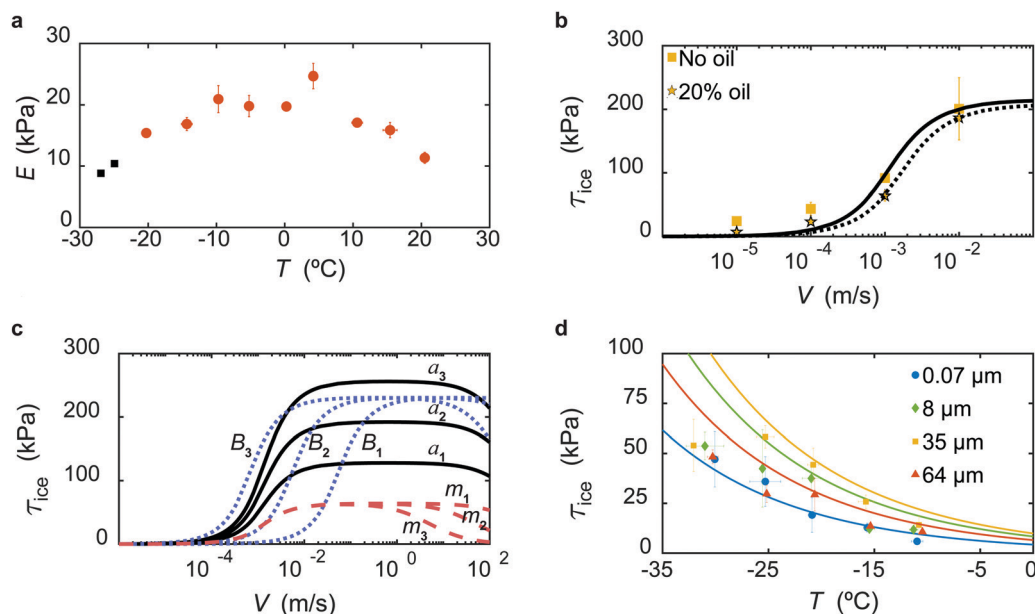 a
30
20
10
0
E (kPa)
-30 -20 -10 0 10 20 30
T (ºC)
b
300
200
100
0
τice (kPa)
No oil
20% oil
10⁻⁵ 10⁻⁴ 10⁻³ 10⁻²
V (m/s)
c
300
200
100
0
τice (kPa)
a₃
a₂
a₁
B₃ B₂ B₁
m₁
m₂
m₃
10⁻⁴ 10⁻² 10⁰ 10²
V (m/s)
d
100
75
50
25
0
τice (kPa)
0.07 µm
8 µm
35 µm
64 µm
-35 -25 -15 -5 0
T (ºC)